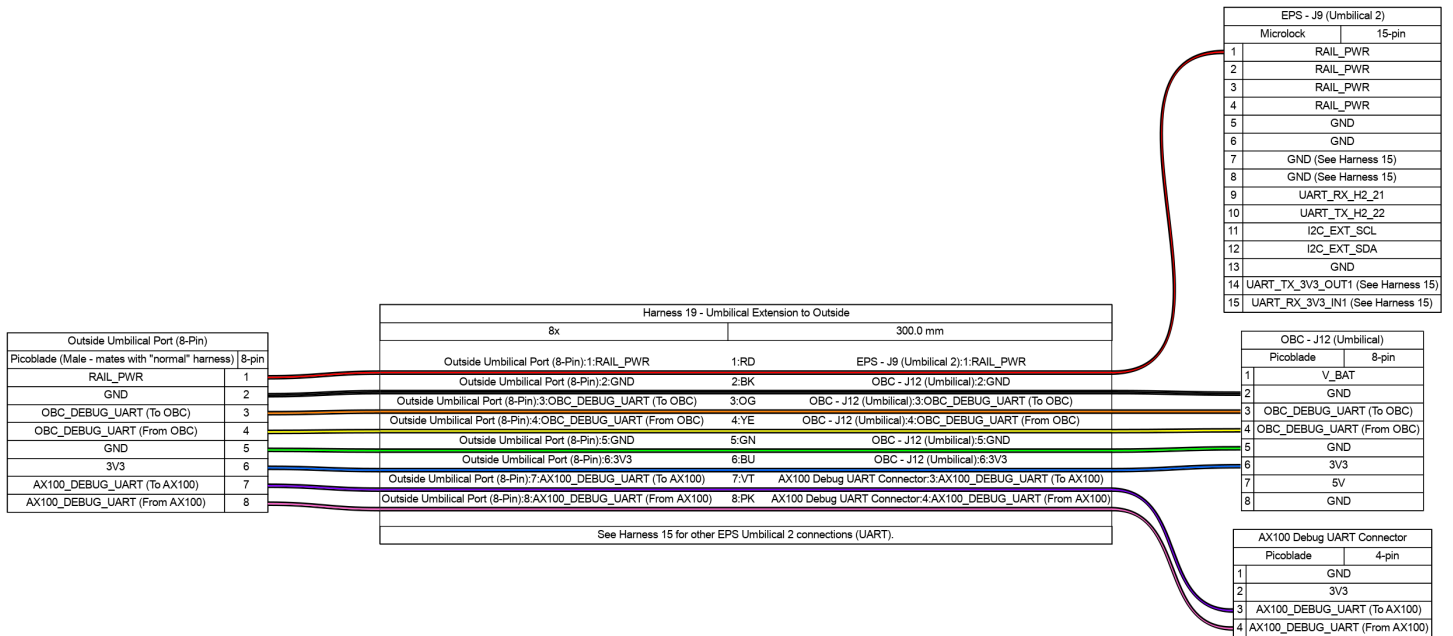 EPS - J9 (Umbilical 2)
Microlock 15-pin
1 RAIL_PWR
2 RAIL_PWR
3 RAIL_PWR
4 RAIL_PWR
5 GND
6 GND
7 GND (See Harness 15)
8 GND (See Harness 15)
9 UART_RX_H2_21
10 UART_TX_H2_22
11 I2C_EXT_SCL
12 I2C_EXT_SDA
13 GND
14 UART_TX_3V3_OUT1 (See Harness 15)
15 UART_RX_3V3_IN1 (See Harness 15)
Outside Umbilical Port (8-Pin)
Picoblade (Male - mates with "normal" harness) 8-pin
RAIL_PWR 1
GND 2
OBC_DEBUG_UART (To OBC) 3
OBC_DEBUG_UART (From OBC) 4
GND 5
3V3 6
AX100_DEBUG_UART (To AX100) 7
AX100_DEBUG_UART (From AX100) 8
Harness 19 - Umbilical Extension to Outside
8x 300.0 mm
Outside Umbilical Port (8-Pin):1:RAIL_PWR 1:RD EPS - J9 (Umbilical 2):1:RAIL_PWR
Outside Umbilical Port (8-Pin):2:GND 2:BK OBC - J12 (Umbilical):2:GND
Outside Umbilical Port (8-Pin):3:OBC_DEBUG_UART (To OBC) 3:OG OBC - J12 (Umbilical):3:OBC_DEBUG_UART (To OBC)
Outside Umbilical Port (8-Pin):4:OBC_DEBUG_UART (From OBC) 4:YE OBC - J12 (Umbilical):4:OBC_DEBUG_UART (From OBC)
Outside Umbilical Port (8-Pin):5:GND 5:GN OBC - J12 (Umbilical):5:GND
Outside Umbilical Port (8-Pin):6:3V3 6:BU OBC - J12 (Umbilical):6:3V3
Outside Umbilical Port (8-Pin):7:AX100_DEBUG_UART (To AX100) 7:VT AX100 Debug UART Connector:3:AX100_DEBUG_UART (To AX100)
Outside Umbilical Port (8-Pin):8:AX100_DEBUG_UART (From AX100) 8:PK AX100 Debug UART Connector:4:AX100_DEBUG_UART (From AX100)
See Harness 15 for other EPS Umbilical 2 connections (UART).
OBC - J12 (Umbilical)
Picoblade 8-pin
1 V_BAT
2 GND
3 OBC_DEBUG_UART (To OBC)
4 OBC_DEBUG_UART (From OBC)
5 GND
6 3V3
7 5V
8 GND
AX100 Debug UART Connector
Picoblade 4-pin
1 GND
2 3V3
3 AX100_DEBUG_UART (To AX100)
4 AX100_DEBUG_UART (From AX100)